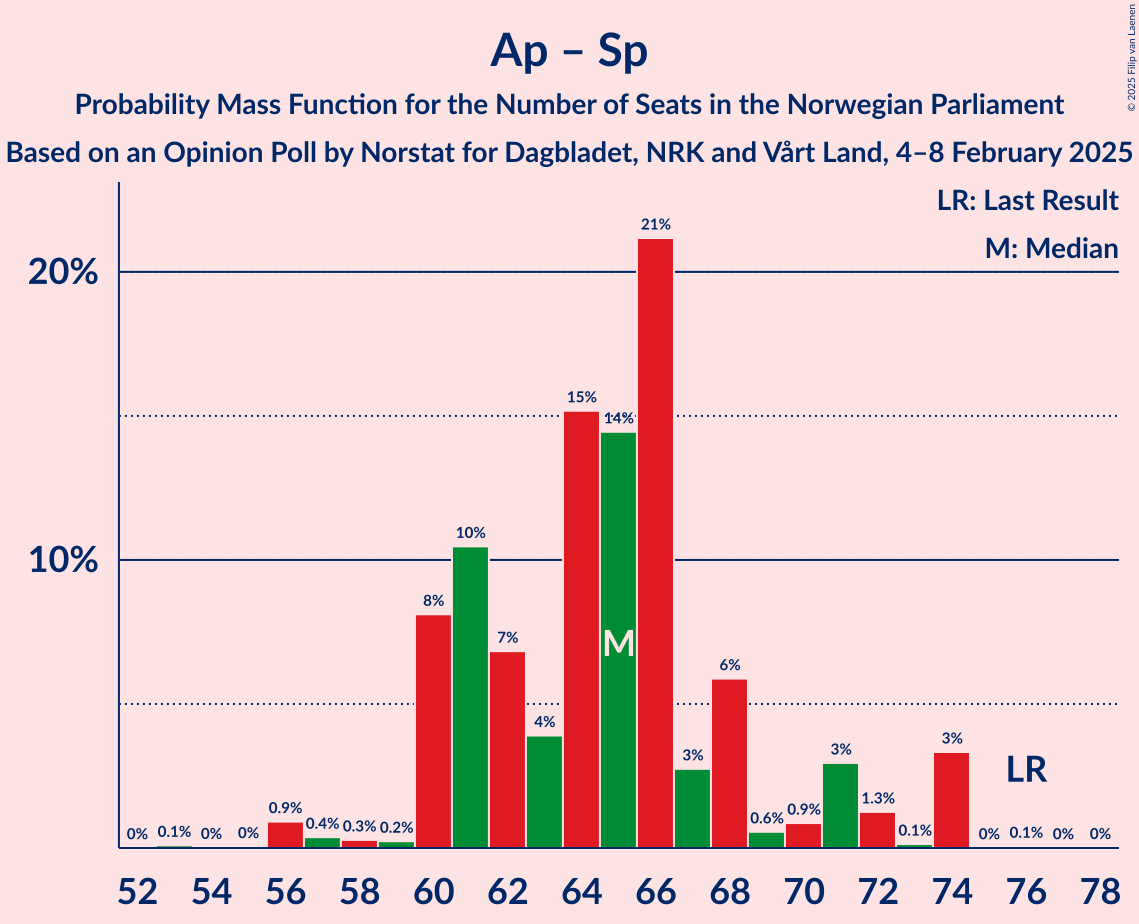 Ap – Sp
Probability Mass Function for the Number of Seats in the Norwegian Parliament
Based on an Opinion Poll by Norstat for Dagbladet, NRK and Vårt Land, 4–8 February 2025
© 2025 Filip van Laenen
LR: Last Result
M: Median
20%
10%
0% 0.1% 0% 0% 0.9% 0.4% 0.3% 0.2% 8% 10% 7% 4% 15% 14% 21% 3% 6% 0.6% 0.9% 3% 1.3% 0.1% 3% 0% 0.1% 0% 0%
M
LR
52 54 56 58 60 62 64 66 68 70 72 74 76 78